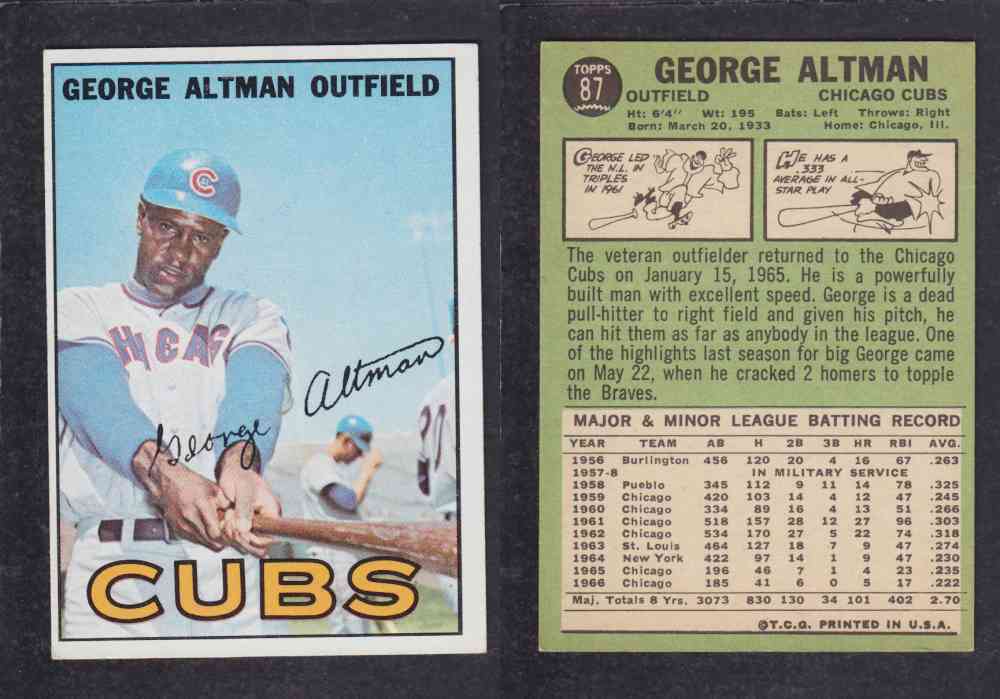 GEORGE ALTMAN OUTFIELD
C
CHICAG
George Altman
CUBS
TOPPS
87
GEORGE ALTMAN
OUTFIELD CHICAGO CUBS
Ht: 6'4" Wt: 195 Bats: Left Throws: Right
Born: March 20, 1933 Home: Chicago, Ill.
GEORGE LED
THE N.L. IN
TRIPLES
IN 1961
HE HAS A
.333
AVERAGE IN ALL-
STAR PLAY
The veteran outfielder returned to the Chicago
Cubs on January 15, 1965. He is a powerfully
built man with excellent speed. George is a dead
pull-hitter to right field and given his pitch, he
can hit them as far as anybody in the league. One
of the highlights last season for big George came
on May 22, when he cracked 2 homers to topple
the Braves.
MAJOR & MINOR LEAGUE BATTING RECORD
YEAR TEAM AB H 2B 3B HR RBI AVG.
1956 Burlington 456 120 20 4 16 67 .263
1957-8 IN MILITARY SERVICE
1958 Pueblo 345 112 9 11 14 78 .325
1959 Chicago 420 103 14 4 12 47 .245
1960 Chicago 334 89 16 4 13 51 .266
1961 Chicago 518 157 28 12 27 96 .303
1962 Chicago 534 170 27 5 22 74 .318
1963 St. Louis 464 127 18 7 9 47 .274
1964 New York 422 97 14 1 9 47 .230
1965 Chicago 196 46 7 1 4 23 .235
1966 Chicago 185 41 6 0 5 17 .222
Maj. Totals 8 Yrs. 3073 830 130 34 101 402 2.70
©T.C.G. PRINTED IN U.S.A.